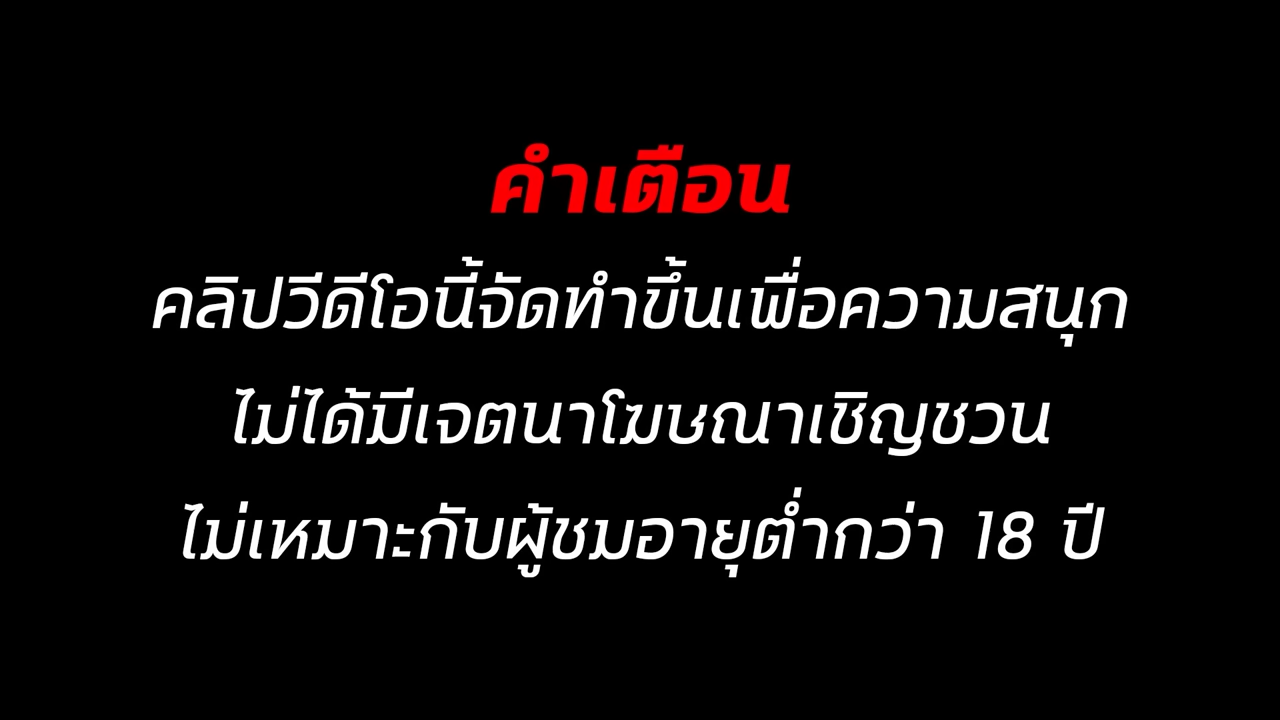 คำเตือน
คลิปวีดีโอนี้จัดทำขึ้นเพื่อความสนุก
ไม่ได้มีเจตนาโฆษณาเชิญชวน
ไม่เหมาะกับผู้ชมอายุต่ำกว่า 18 ปี